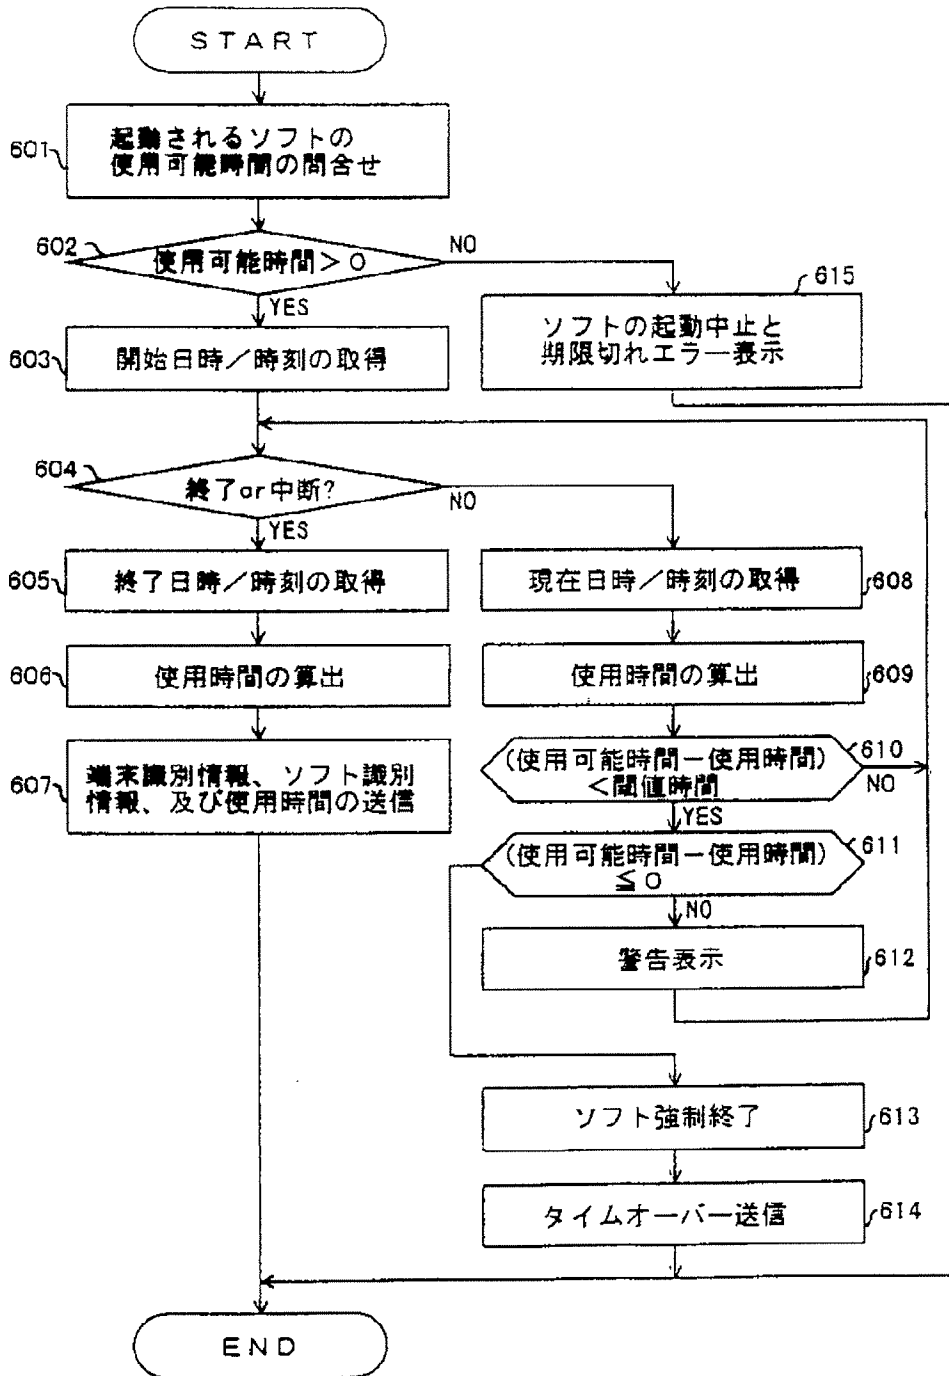 START
601
起動されるソフトの
使用可能時間の問合せ
602
使用可能時間>0
NO
YES
615
ソフトの起動中止と
期限切れエラー表示
603
開始日時/時刻の取得
604
終了or中断?
NO
YES
605
終了日時/時刻の取得
現在日時/時刻の取得
608
606
使用時間の算出
使用時間の算出
609
607
端末識別情報、ソフト識別
情報、及び使用時間の送信
(使用可能時間-使用時間)
<閾値時間
610
NO
YES
(使用可能時間-使用時間)
≦0
611
NO
警告表示
612
ソフト強制終了
613
タイムオーバー送信
614
END